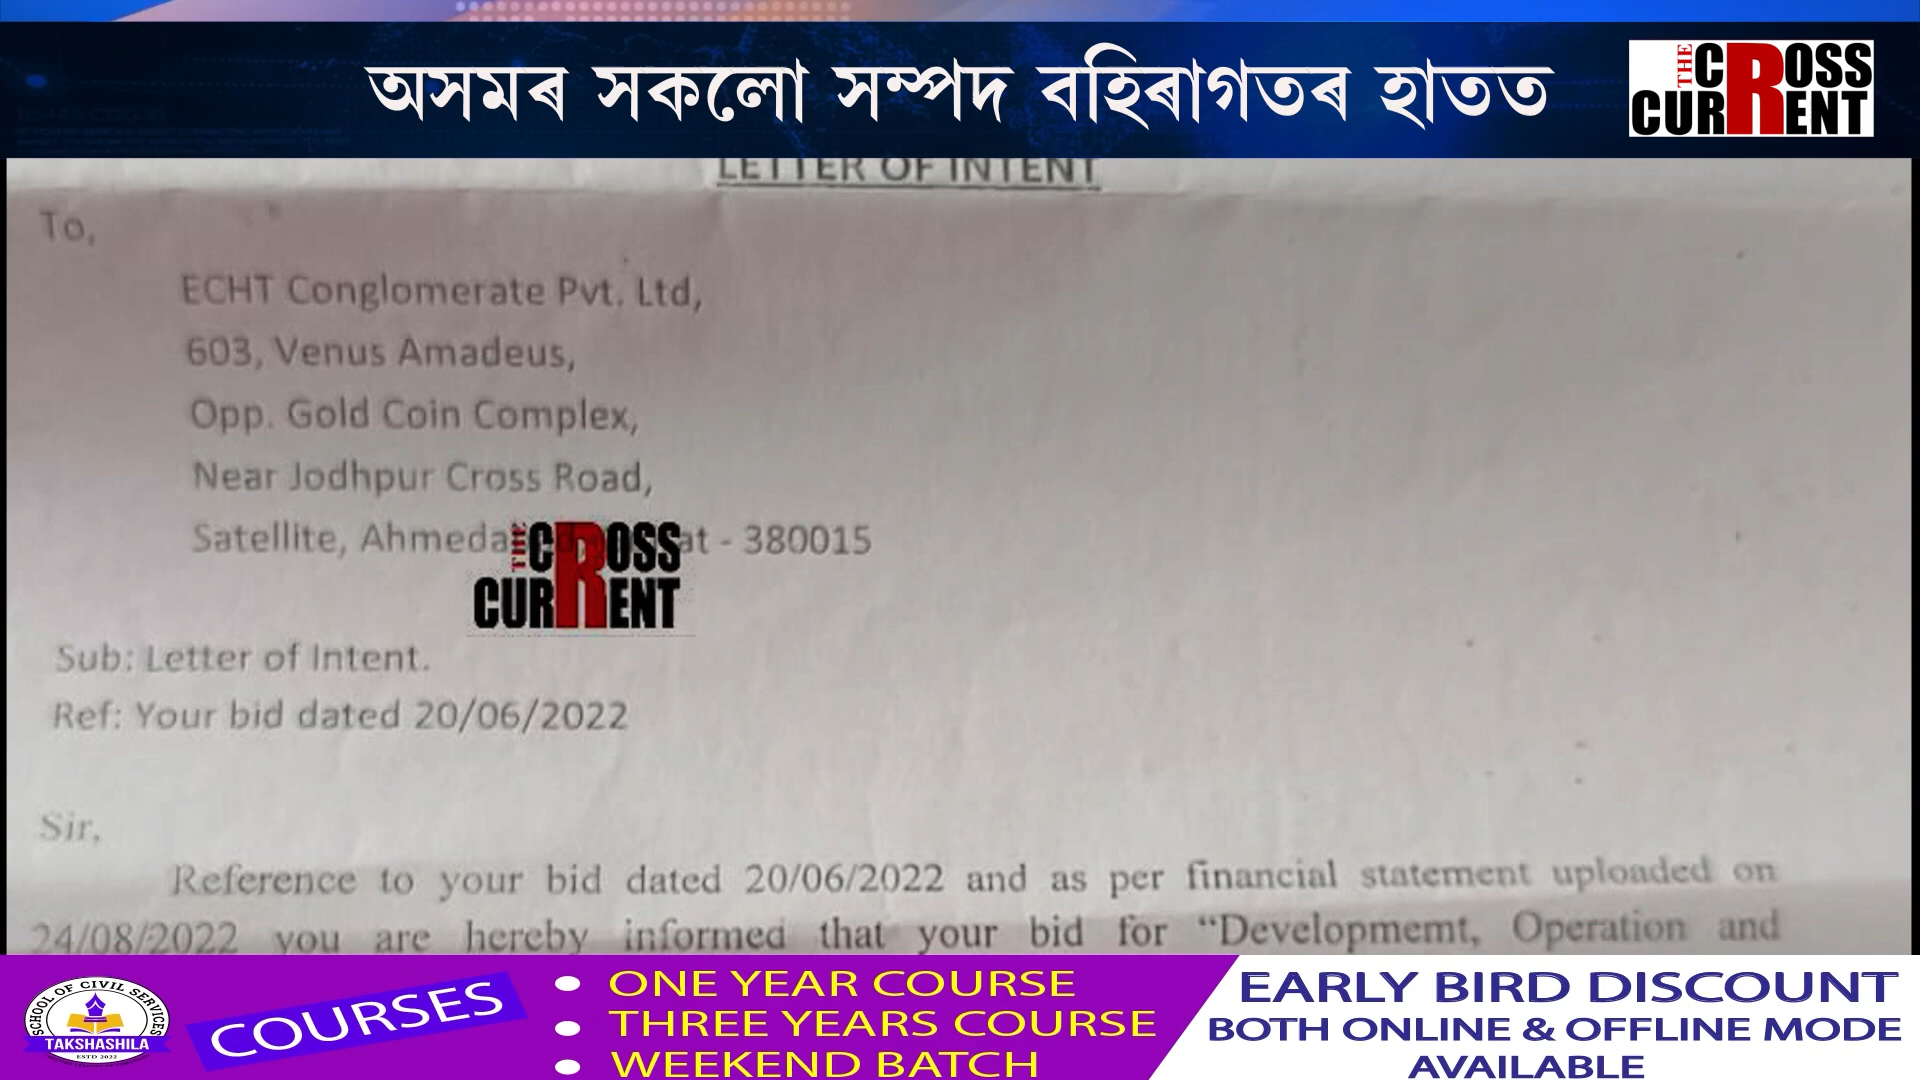 অসমৰ সকলো সম্পদ বহিৰাগতৰ হাতত
THE CROSS
CURRENT
LETTER OF INTENT
To,
ECHT Conglomerate Pvt. Ltd,
603, Venus Amadeus,
Opp. Gold Coin Complex,
Near Jodhpur Cross Road,
Satellite, - 380015
THE CROSS
CURRENT
Sub: Letter of Intent.
Ref: Your bid dated 20/06/2022
Sir,
Reference to your bid dated 20/06/2022 and as per financial statement uploaded on
24/08/2022 you are hereby informed that your bid for “Developmemt, Operation and
SCHOOL OF CIVIL SERVICES
TAKSHASHILA
ESTD 2022
COURSES
• ONE YEAR COURSE
• THREE YEARS COURSE
• WEEKEND BATCH
EARLY BIRD DISCOUNT
BOTH ONLINE & OFFLINE MODE
AVAILABLE